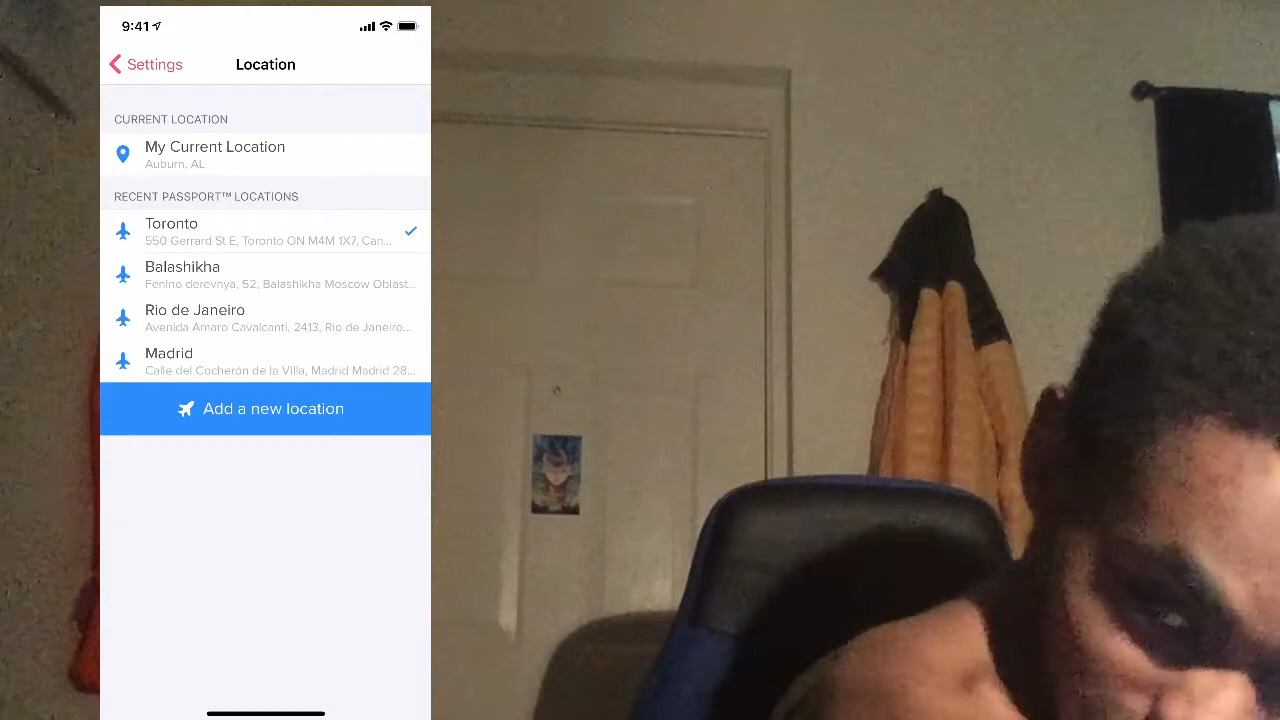 9:41
Settings
Location
CURRENT LOCATION
My Current Location
Auburn, AL
RECENT PASSPORT™ LOCATIONS
Toronto
550 Gerrard St E, Toronto ON M4M 1X7, Can...
Balashikha
Fenino derevnya, 52, Balashikha Moscow Oblast...
Rio de Janeiro
Avenida Amaro Cavalcanti, 2413, Rio de Janeiro...
Madrid
Calle del Cocherón de la Villa, Madrid Madrid 28...
Add a new location